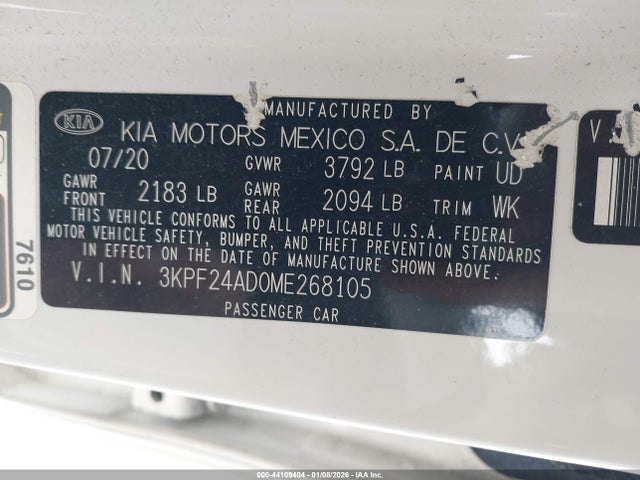 MANUFACTURED BY
KIA KIA MOTORS MEXICO S.A. DE C.V.
07/20 GVWR 3792 LB PAINT UD
GAWR FRONT 2183 LB GAWR REAR 2094 LB TRIM WK
THIS VEHICLE CONFORMS TO ALL APPLICABLE U.S.A. FEDERAL
MOTOR VEHICLE SAFETY, BUMPER, AND THEFT PREVENTION STANDARDS
IN EFFECT ON THE DATE OF MANUFACTURE SHOWN ABOVE.
V.I.N. 3KPF24AD0ME268105
PASSENGER CAR
7610
V
000-44109404 - 01/08/2026 - IAAI.COM